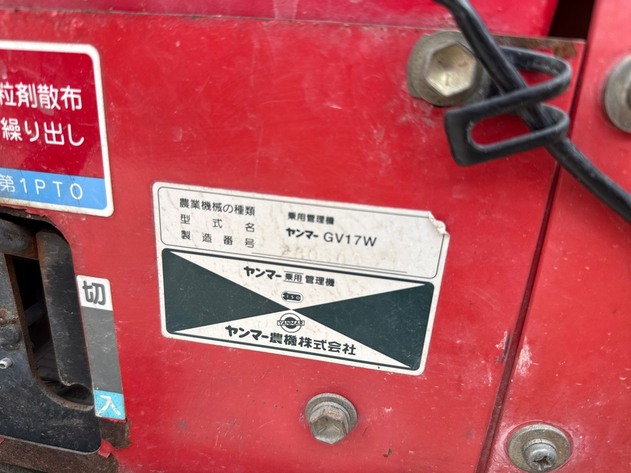 粒剤散布
繰り出し
第1PTO
切
入
農業機械の種類 乗用管理機
型式名 ヤンマー GV17W
製造番号
ヤンマー乗用管理機
YANMAR
ヤンマー農機株式会社